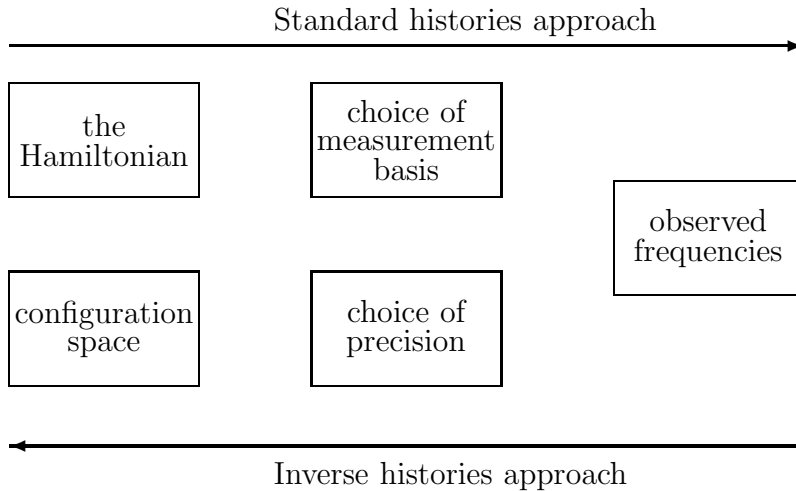 Standard histories approach
the
Hamiltonian
choice of
measurement
basis
observed
frequencies
configuration
space
choice of
precision
Inverse histories approach